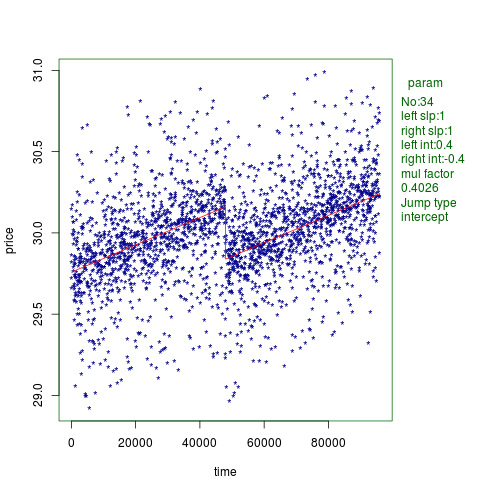 31.0
30.5
30.0
29.5
29.0
price
0
20000
40000
60000
80000
time
param
No:34
left slp:1
right slp:1
left int:0.4
right int:-0.4
mul factor
0.4026
Jump type
intercept